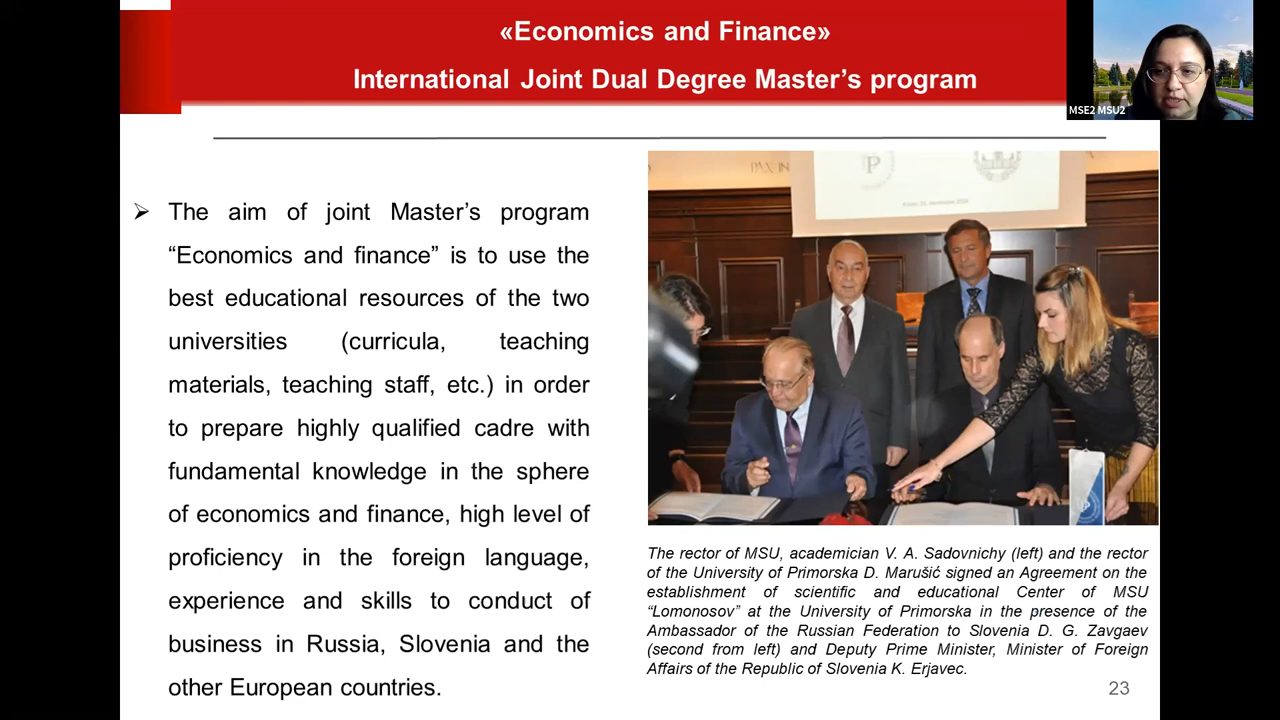 «Economics and Finance»
International Joint Dual Degree Master’s program
MSE2 MSU2
➢ The aim of joint Master’s program
“Economics and finance” is to use the
best educational resources of the two
universities (curricula, teaching
materials, teaching staff, etc.) in order
to prepare highly qualified cadre with
fundamental knowledge in the sphere
of economics and finance, high level of
proficiency in the foreign language,
experience and skills to conduct of
business in Russia, Slovenia and the
other European countries.
PAX IN
P
The rector of MSU, academician V. A. Sadovnichy (left) and the rector
of the University of Primorska D. Marušić signed an Agreement on the
establishment of scientific and educational Center of MSU
“Lomonosov” at the University of Primorska in the presence of the
Ambassador of the Russian Federation to Slovenia D. G. Zavgaev
(second from left) and Deputy Prime Minister, Minister of Foreign
Affairs of the Republic of Slovenia K. Erjavec.
23